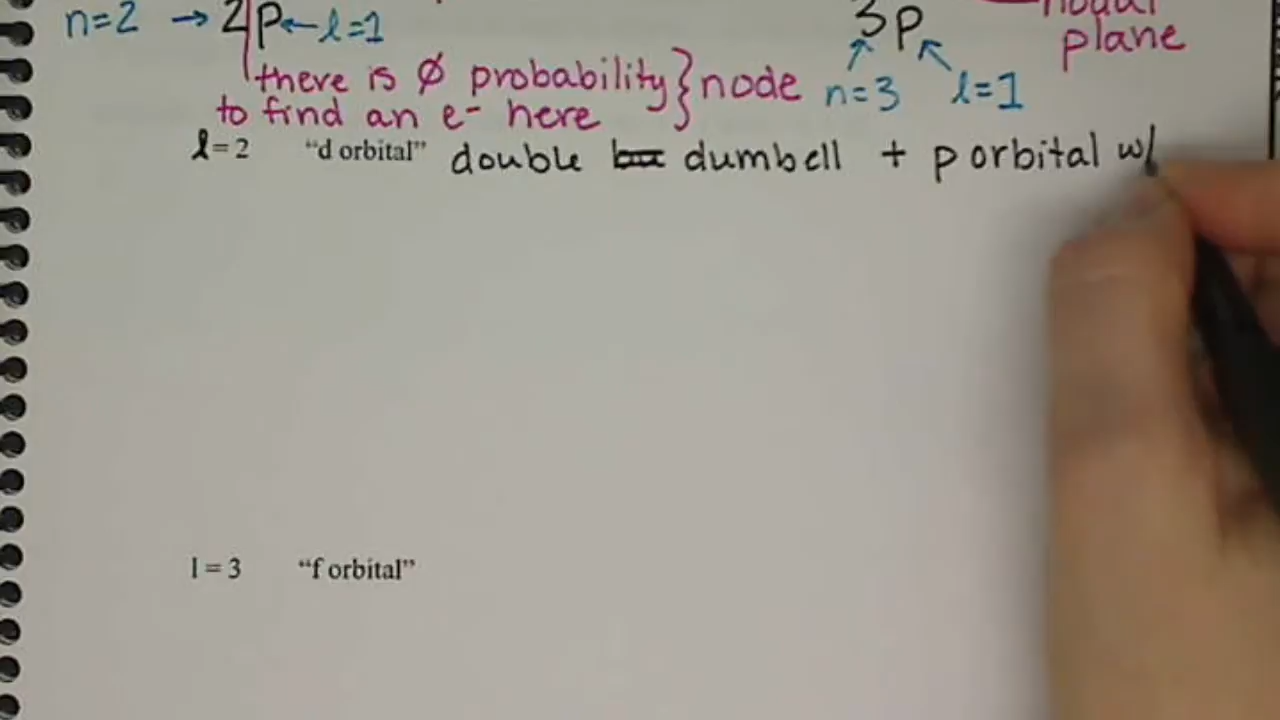 n=2 → 2p ← l=1
3p
nodal
plane
there is ∅ probability } node
to find an e- here
n=3 l=1
l = 2 “d orbital” double dumbell + p orbital w/
l = 3 “f orbital”